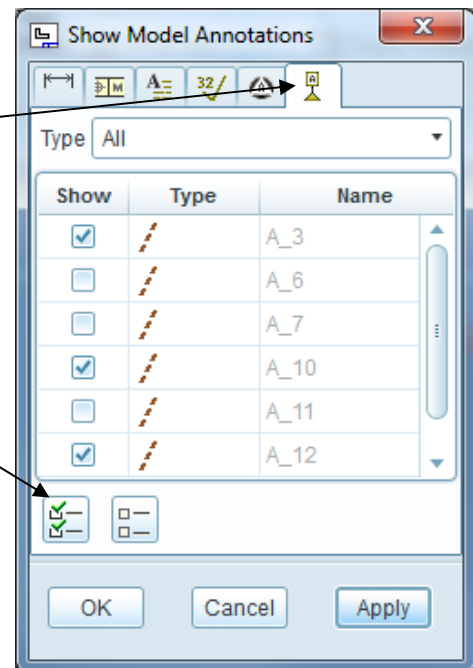 Show Model Annotations
Type All
Show Type Name
A_3
A_6
A_7
A_10
A_11
A_12
OK Cancel Apply